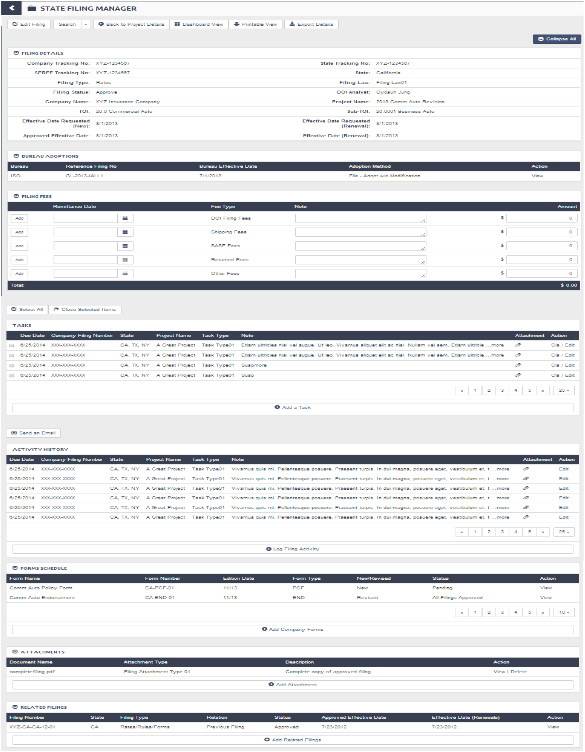 STATE FILING MANAGER
Edit Filing Search Back to Project Details Dashboard View Printable View Export Details
Collapse All
FILING DETAILS
Company Tracking No: XYZ-1234567 State Tracking No: XYZ-1234567
SERFF Tracking No: XYZ-1234567 State: California
Filing Type: Rates Filing Law: Filing Law01
Filing Status: Approve DOI Analyst:
Company Name: XYZ Insurance Company Project Name: 2013 Comm Auto Revision
TOI: 20.0 Commercial Auto Sub-TOI: 20.0001 Business Auto
Effective Date Requested (New): 8/1/2013 Effective Date Requested (Renewal): 8/1/2013
Approved Effective Date: 8/1/2013 Effective Date (Renewal): 8/1/2013
BUREAU ADOPTIONS
Bureau Reference Filing No Bureau Effective Date Adoption Method Action
ISO 7/1/2012 File - Adopt with Modification View
FILING FEES
Remittance Date Fee Type Note Amount
Add DOI Filing Fees $ 0
Add Shipping Fees $ 0
Add BASE Fees $ 0
Add Returned Fees $ 0
Add Other Fees $ 0
Total: $ 0.00
Select All Close Selected Items
TASKS
Due Date Company Filing Number State Project Name Task Type Note Attachment Action
6/25/2014 XXX-XXX-XXXX CA, TX, NY A Great Project Task Type01 Etiam ultricies nisi vel augue. Ut leo. Vivamus aliquet elit ac nisl. Nullam vel sem. Etiam ultricie ...more Cls / Edit
6/25/2014 XXX-XXX-XXXX CA, TX, NY A Great Project Task Type01 Etiam ultricies nisi vel augue. Ut leo. Vivamus aliquet elit ac nisl. Nullam vel sem. Etiam ultricie ...more Cls / Edit
6/25/2014 XXX-XXX-XXXX CA, TX, NY A Great Project Task Type01 Cls / Edit
6/25/2014 XXX-XXX-XXXX CA, TX, NY A Great Project Task Type01 Cls / Edit
« 1 2 3 4 5 » 25
Add a Task
Send an Email
ACTIVITY HISTORY
Due Date Company Filing Number State Project Name Task Type Note Attachment Action
6/25/2014 XXX-XXX-XXXX CA, TX, NY A Great Project Task Type01 Vivamus quis mi. Pellentesque posuere. Praesent turpis. In dui magna, posuere eget, vestibulum et, t ...more Edit
6/25/2014 XXX-XXX-XXXX CA, TX, NY A Great Project Task Type01 Vivamus quis mi. Pellentesque posuere. Praesent turpis. In dui magna, posuere eget, vestibulum et, t ...more Edit
6/25/2014 XXX-XXX-XXXX CA, TX, NY A Great Project Task Type01 Vivamus quis mi. Pellentesque posuere. Praesent turpis. In dui magna, posuere eget, vestibulum et, t ...more Edit
6/25/2014 XXX-XXX-XXXX CA, TX, NY A Great Project Task Type01 Vivamus quis mi. Pellentesque posuere. Praesent turpis. In dui magna, posuere eget, vestibulum et, t ...more Edit
6/25/2014 XXX-XXX-XXXX CA, TX, NY A Great Project Task Type01 Vivamus quis mi. Pellentesque posuere. Praesent turpis. In dui magna, posuere eget, vestibulum et, t ...more Edit
6/25/2014 XXX-XXX-XXXX CA, TX, NY A Great Project Task Type01 Vivamus quis mi. Pellentesque posuere. Praesent turpis. In dui magna, posuere eget, vestibulum et, t ...more Edit
« 1 2 3 4 5 » 25
Log Filing Activity
FORMS SCHEDULE
Form Name Form Number Edition Date Form Type New/Revised Status Action
Comm Auto Policy Form CA-PCF-01 11/13 PCF New Pending View
Comm Auto Endorsement CA-END-01 11/13 END Revised All Filings Approved View
« 1 2 3 4 5 » 10
Add Company Forms
ATTACHMENTS
Document Name Attachment Type Description Action
completefiling.pdf Filing Attachment Type 01 Complete copy of approved filing View | Delete
Add Attachment
RELATED FILINGS
Filing Number State Filing Type Relation Status Approved Effective Date Effective Date (Renewals) Action
XYZ-CA-CA-12-01 CA Rates/Rules/Forms Previous Filing Approved 7/23/2012 7/23/2012 View
Add Related Filings